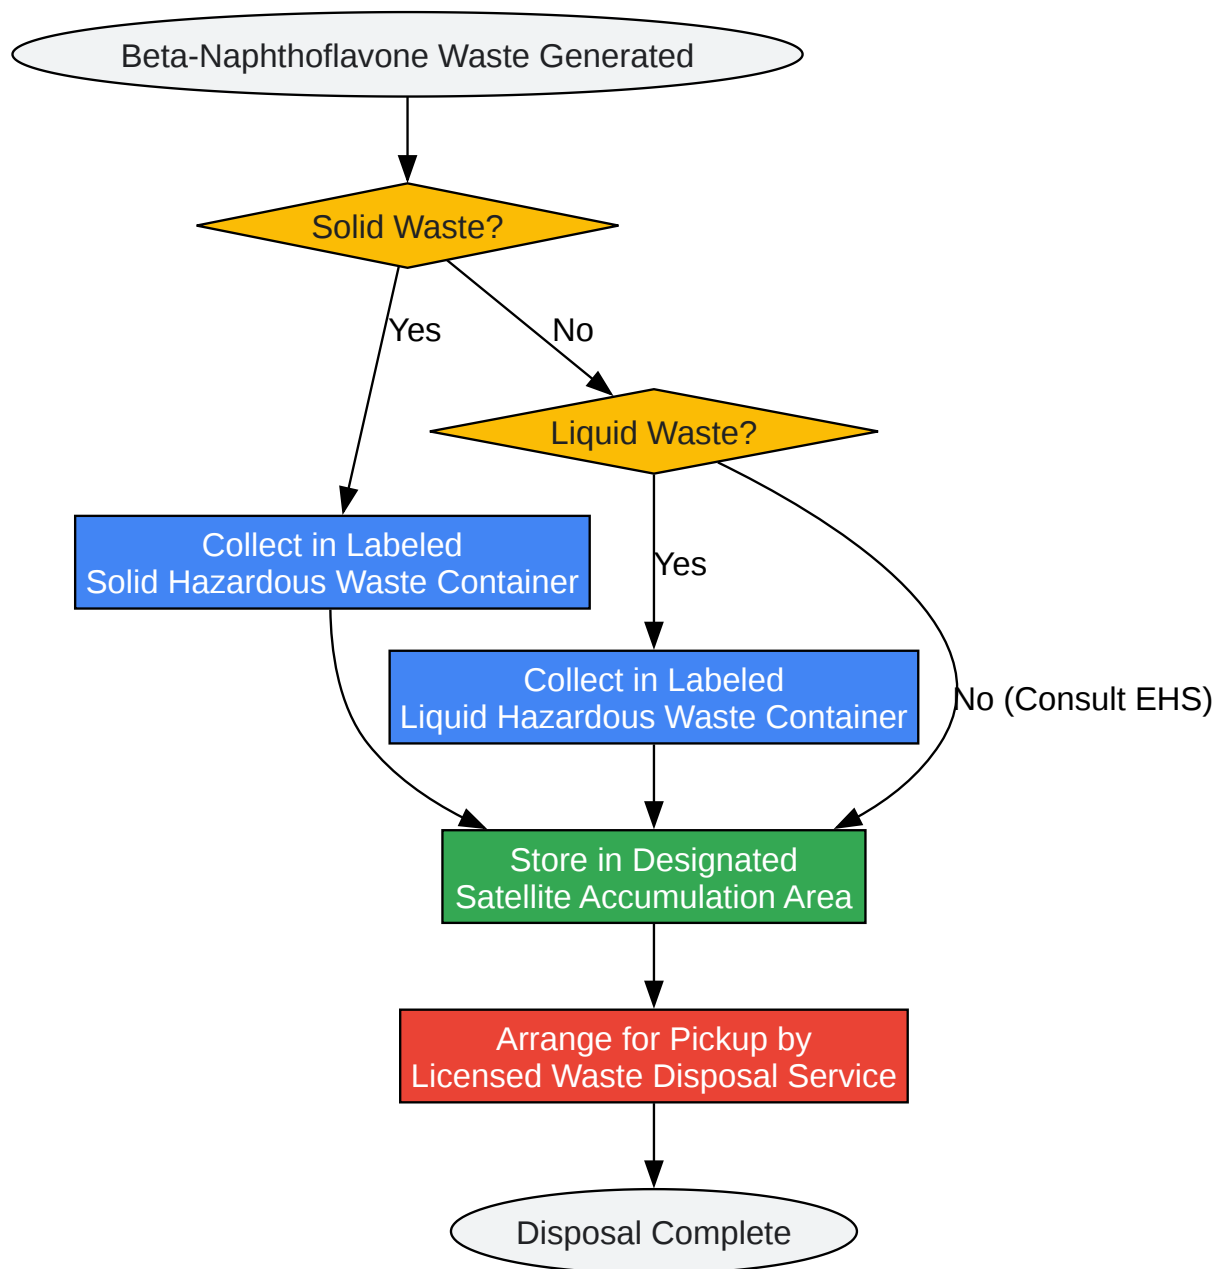 Beta-Naphthoflavone Waste Generated
Solid Waste?
Yes
No
Liquid Waste?
Collect in Labeled
Solid Hazardous Waste Container
Yes
Collect in Labeled
Liquid Hazardous Waste Container
No (Consult EHS)
Store in Designated
Satellite Accumulation Area
Arrange for Pickup by
Licensed Waste Disposal Service
Disposal Complete